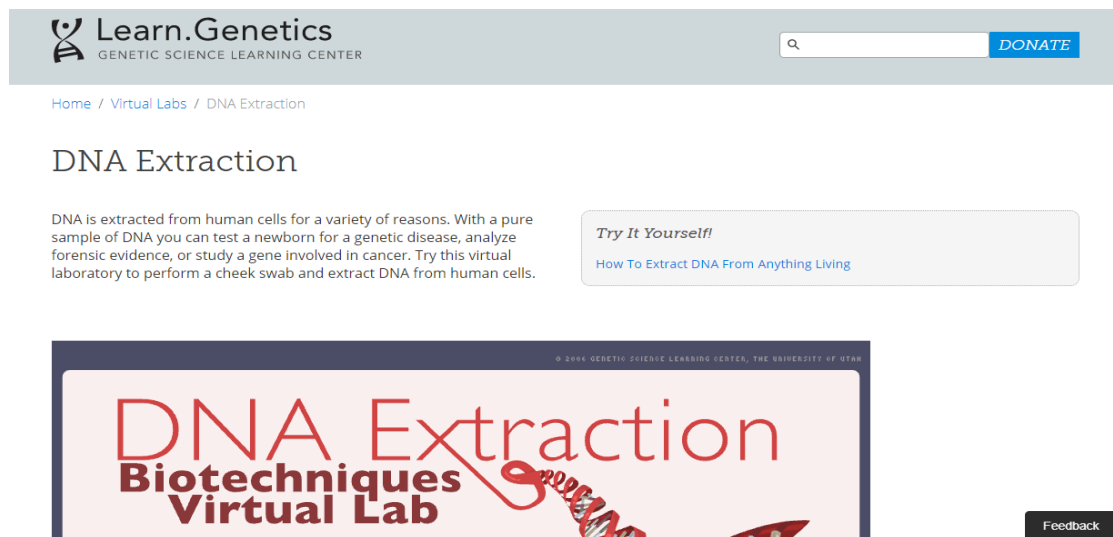 Learn.Genetics
GENETIC SCIENCE LEARNING CENTER
DONATE
Home / Virtual Labs / DNA Extraction
DNA Extraction
DNA is extracted from human cells for a variety of reasons. With a pure
sample of DNA you can test a newborn for a genetic disease, analyze
forensic evidence, or study a gene involved in cancer. Try this virtual
laboratory to perform a cheek swab and extract DNA from human cells.
Try It Yourself!
How To Extract DNA From Anything Living
© 2006 GENETIC SCIENCE LEARNING CENTER, THE UNIVERSITY OF UTAH
DNA Extraction
Biotechniques
Virtual Lab
Feedback